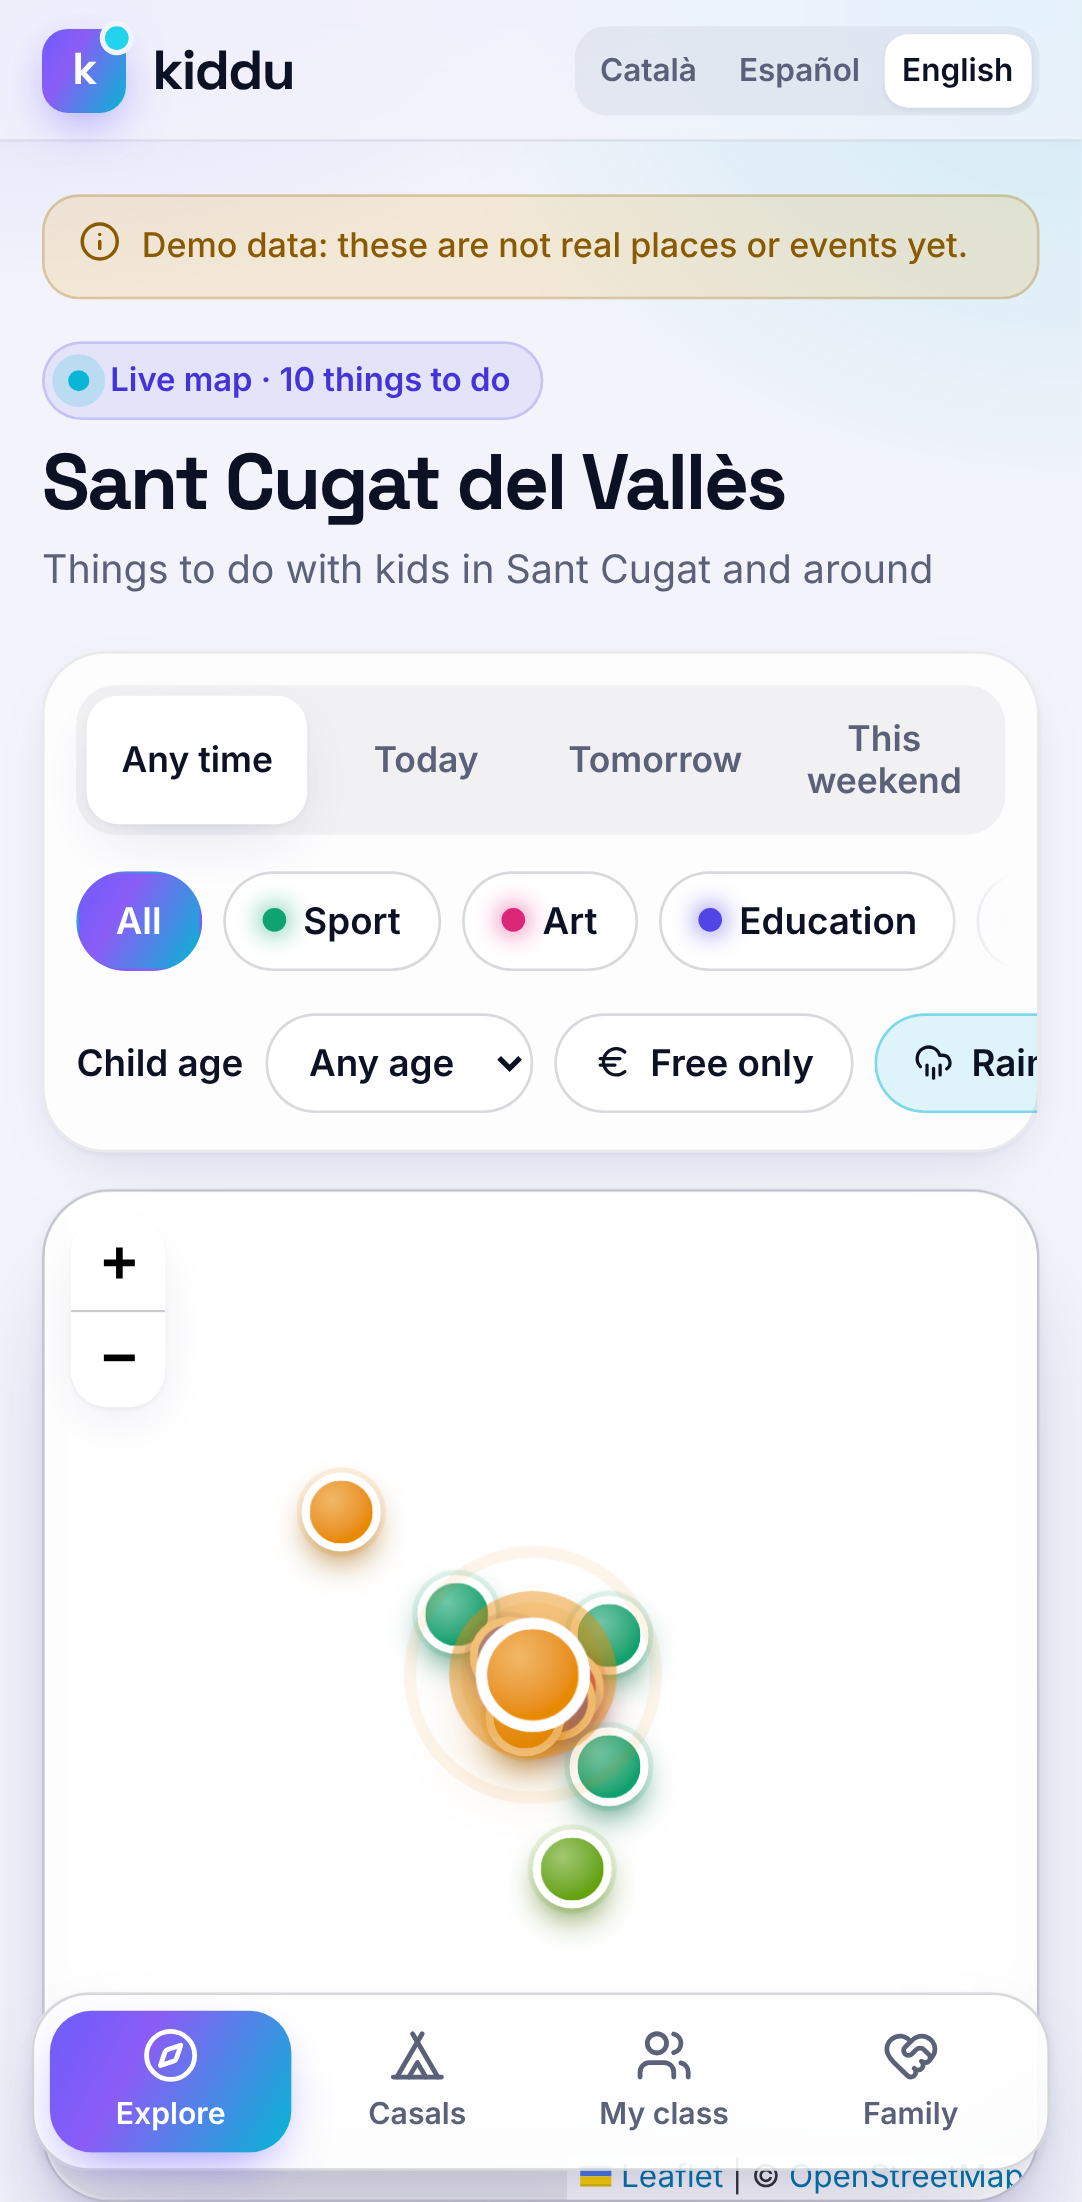 k
kiddu
Català
Español
English
Demo data: these are not real places or events yet.
Live map · 10 things to do
Sant Cugat del Vallès
Things to do with kids in Sant Cugat and around
Any time
Today
Tomorrow
This
weekend
All
Sport
Art
Education
Child age
Any age
€ Free only
+
−
Explore
Casals
My class
Family
Leaflet | © OpenStreetMap